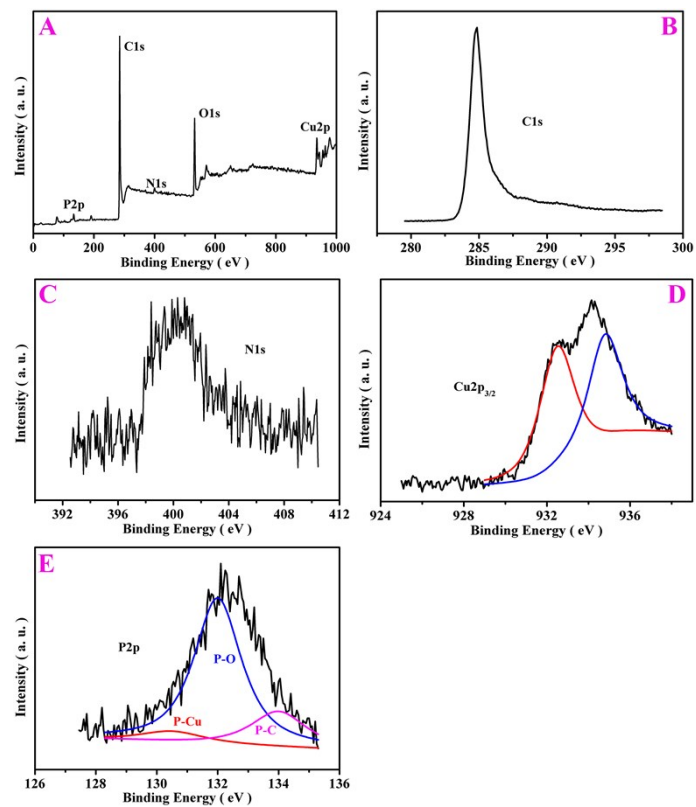 A
C1s
O1s
Cu2p
N1s
P2p
Intensity ( a. u. )
0 200 400 600 800 1000
Binding Energy ( eV )
B
C1s
Intensity ( a. u. )
280 285 290 295 300
Binding Energy ( eV )
C
N1s
Intensity ( a. u. )
392 396 400 404 408 412
Binding Energy ( eV )
D
Cu2p3/2
Intensity ( a. u. )
924 928 932 936
Binding Energy ( eV )
E
P2p
P-O
P-Cu
P-C
Intensity ( a. u. )
126 128 130 132 134 136
Binding Energy ( eV )